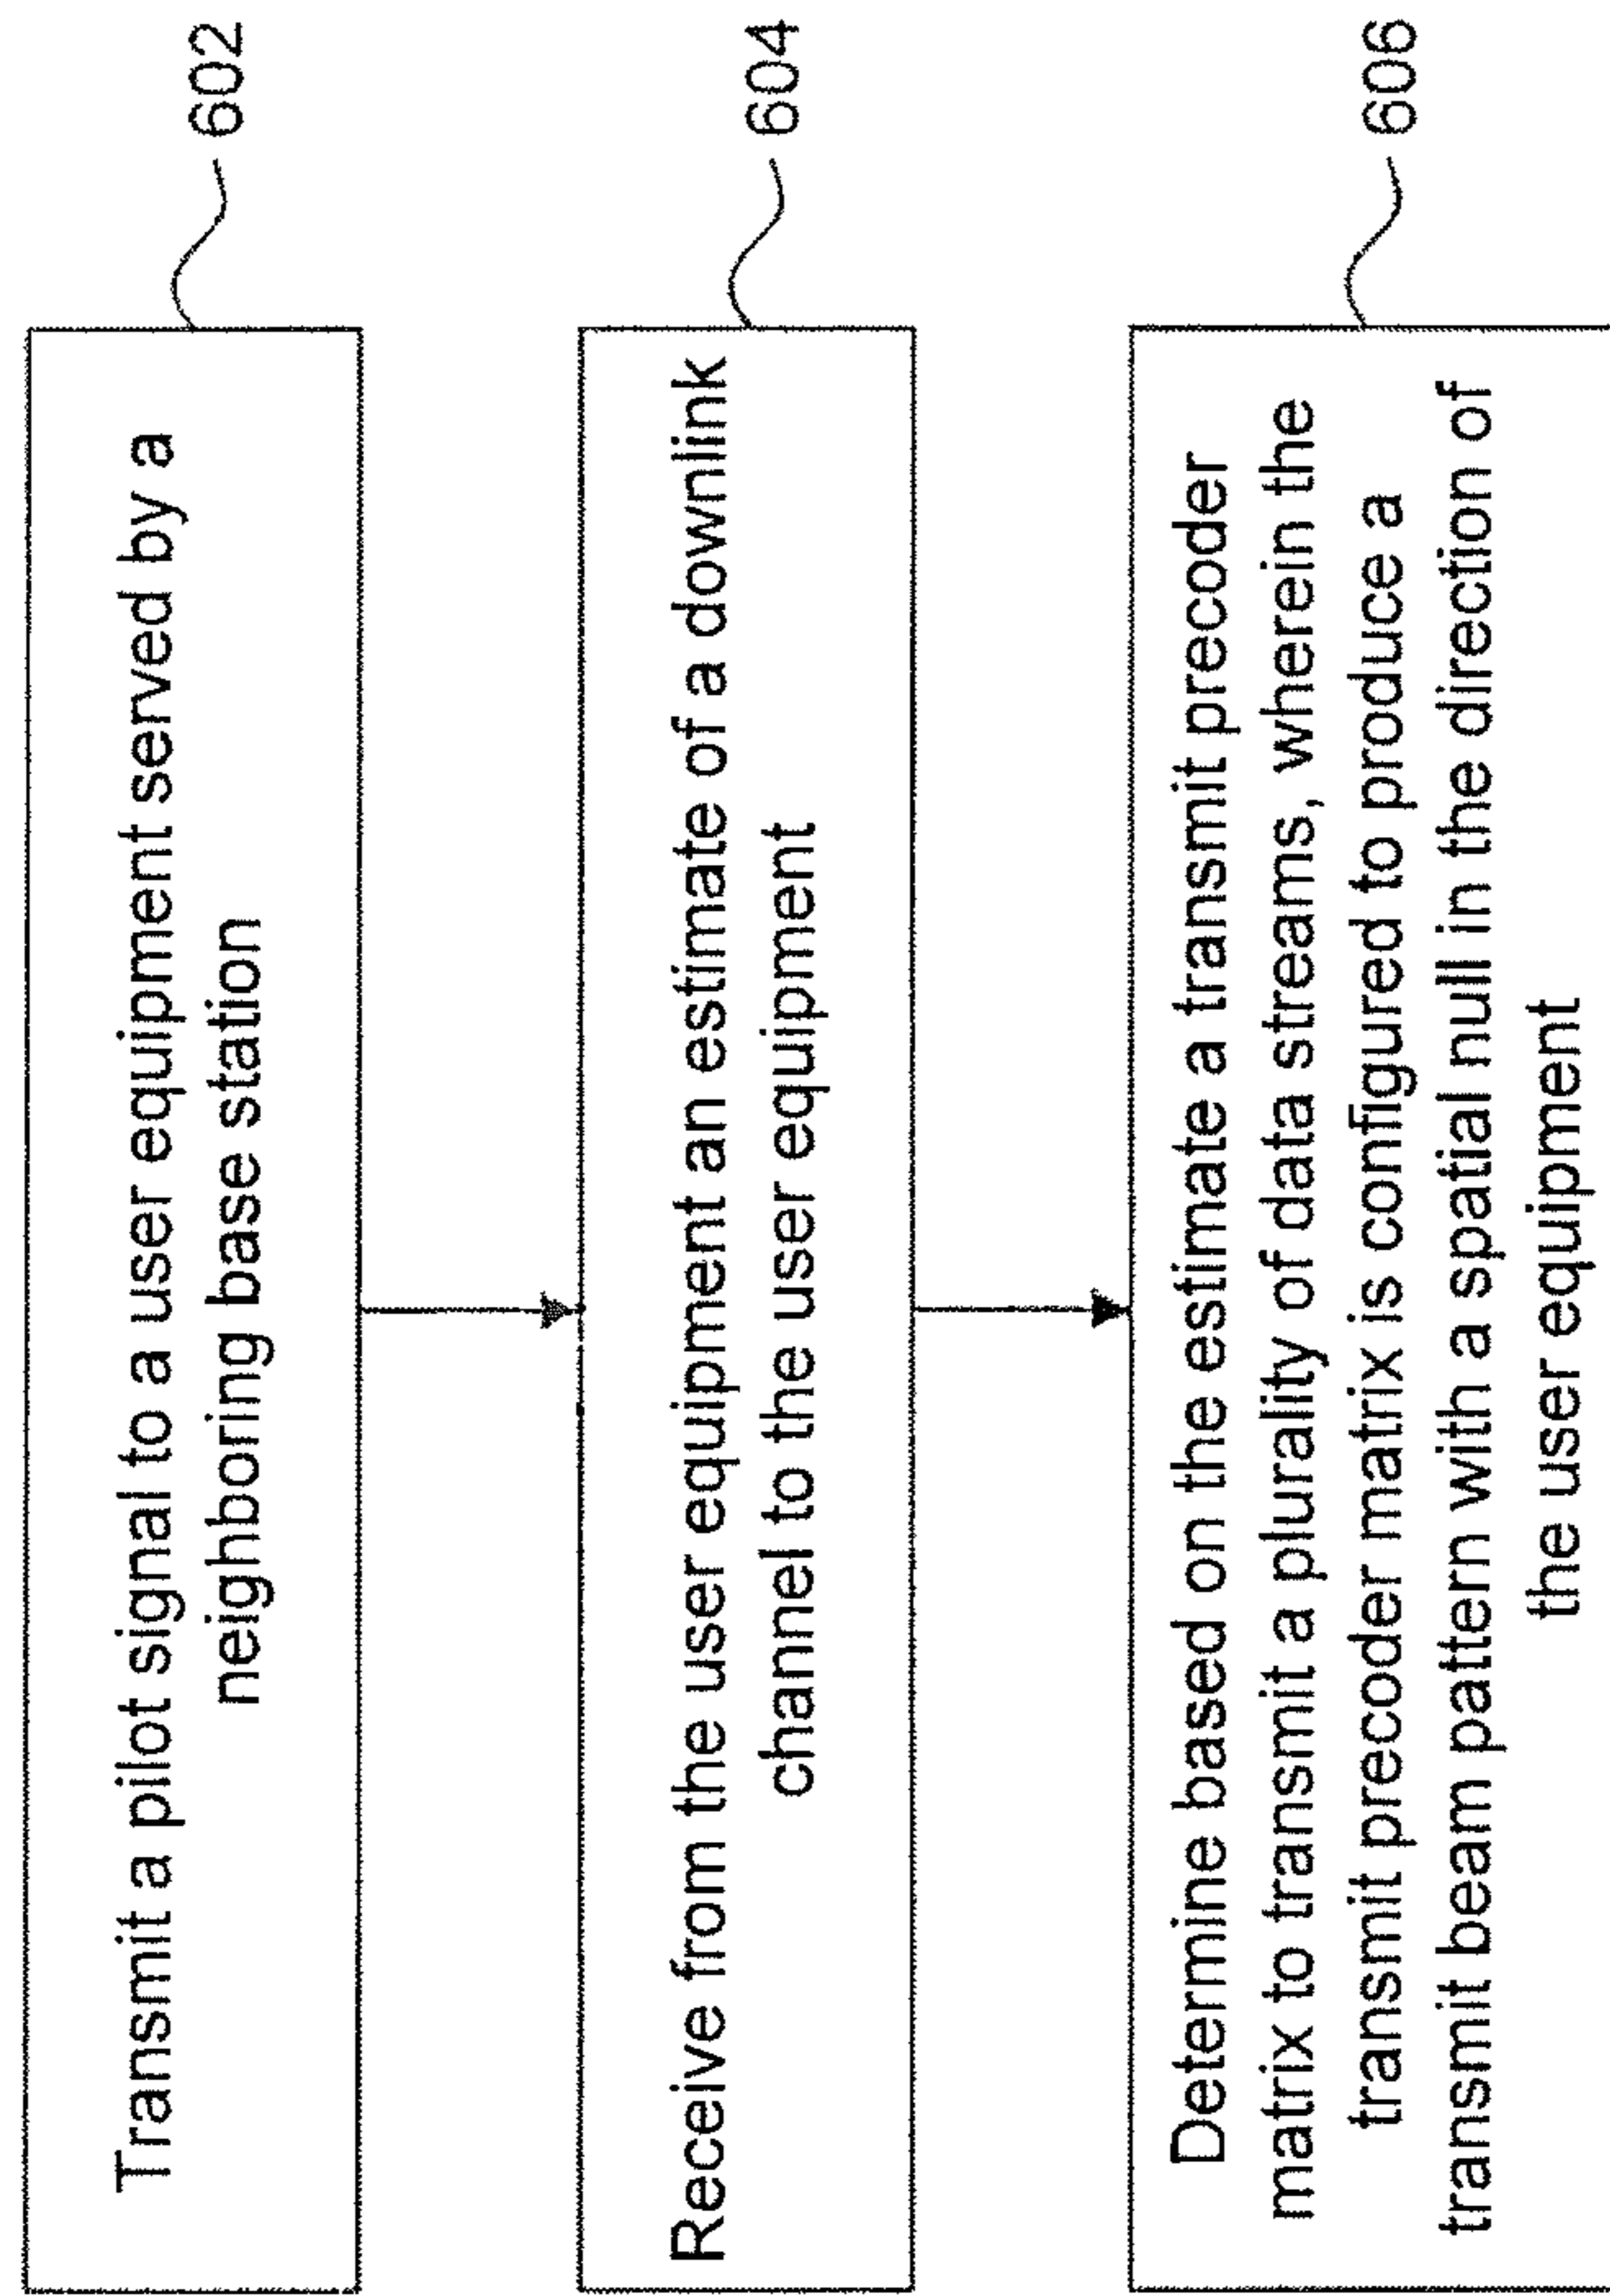 Transmit a pilot signal to a user equipment served by a
neighboring base station
602
Receive from the user equipment an estimate of a downlink
channel to the user equipment
604
Determine based on the estimate a transmit precoder
matrix to transmit a plurality of data streams, wherein the
transmit precoder matrix is configured to produce a
transmit beam pattern with a spatial null in the direction of
the user equipment
606